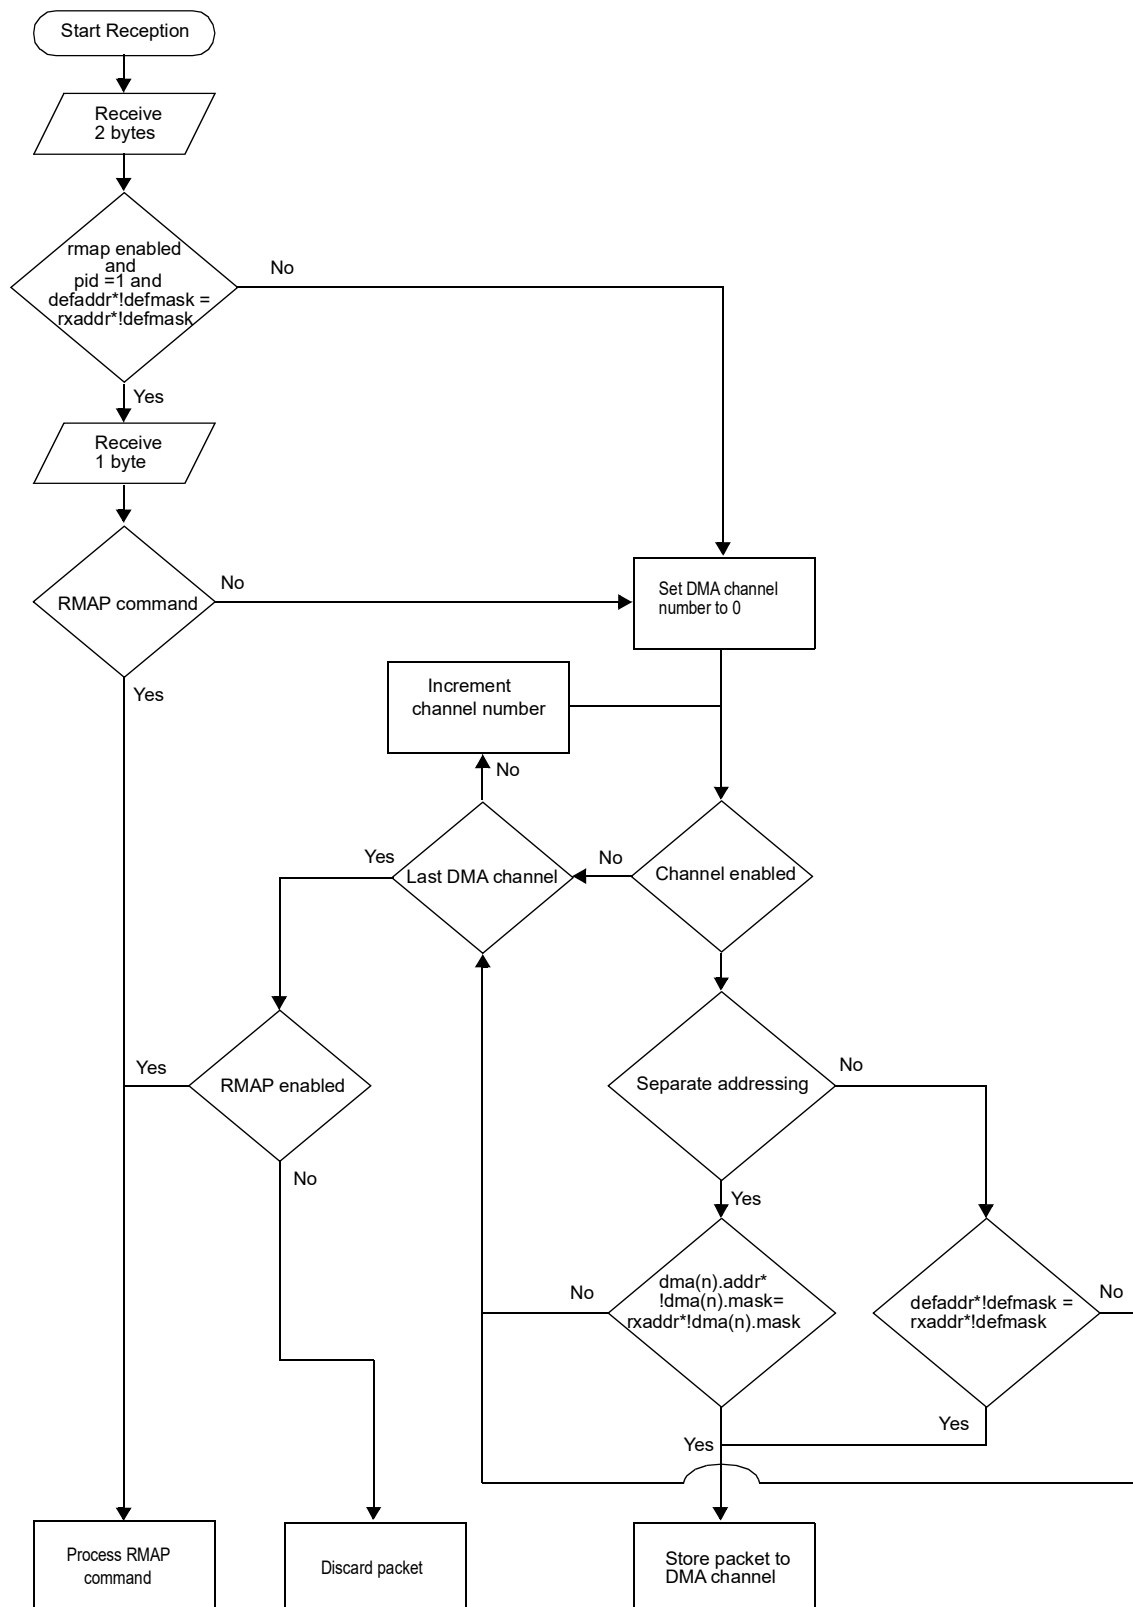 Start Reception
Receive
2 bytes
rmap enabled
and
pid =1 and
defaddr*!defmask =
rxaddr*!defmask
No
Yes
Receive
1 byte
RMAP command
No
Yes
Set DMA channel
number to 0
Increment
channel number
No
Yes
Last DMA channel
No
Channel enabled
Yes
RMAP enabled
No
Separate addressing
No
Yes
No
dma(n).addr*
!dma(n).mask=
rxaddr*!dma(n).mask
defaddr*!defmask =
rxaddr*!defmask
No
Yes
Yes
Process RMAP
command
Discard packet
Store packet to
DMA channel